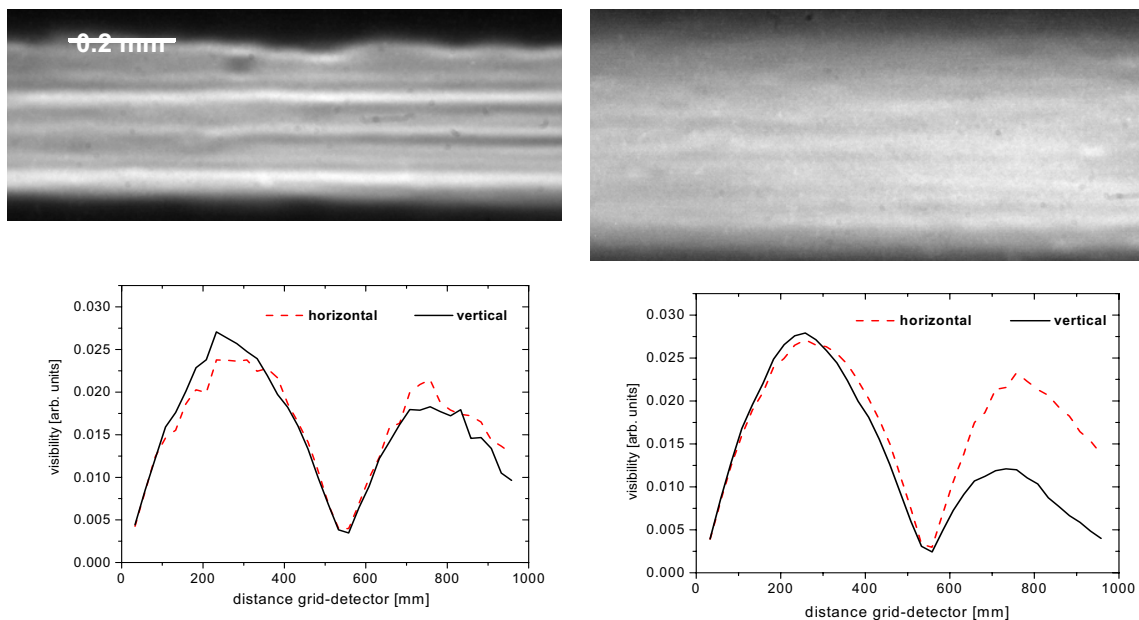 0.2 mm
0.030
0.025
0.020
0.015
0.010
0.005
0.000
visibility [arb. units]
horizontal
vertical
0
200
400
600
800
1000
distance grid-detector [mm]
0.030
0.025
0.020
0.015
0.010
0.005
0.000
visibility [arb. units]
horizontal
vertical
0
200
400
600
800
1000
distance grid-detector [mm]